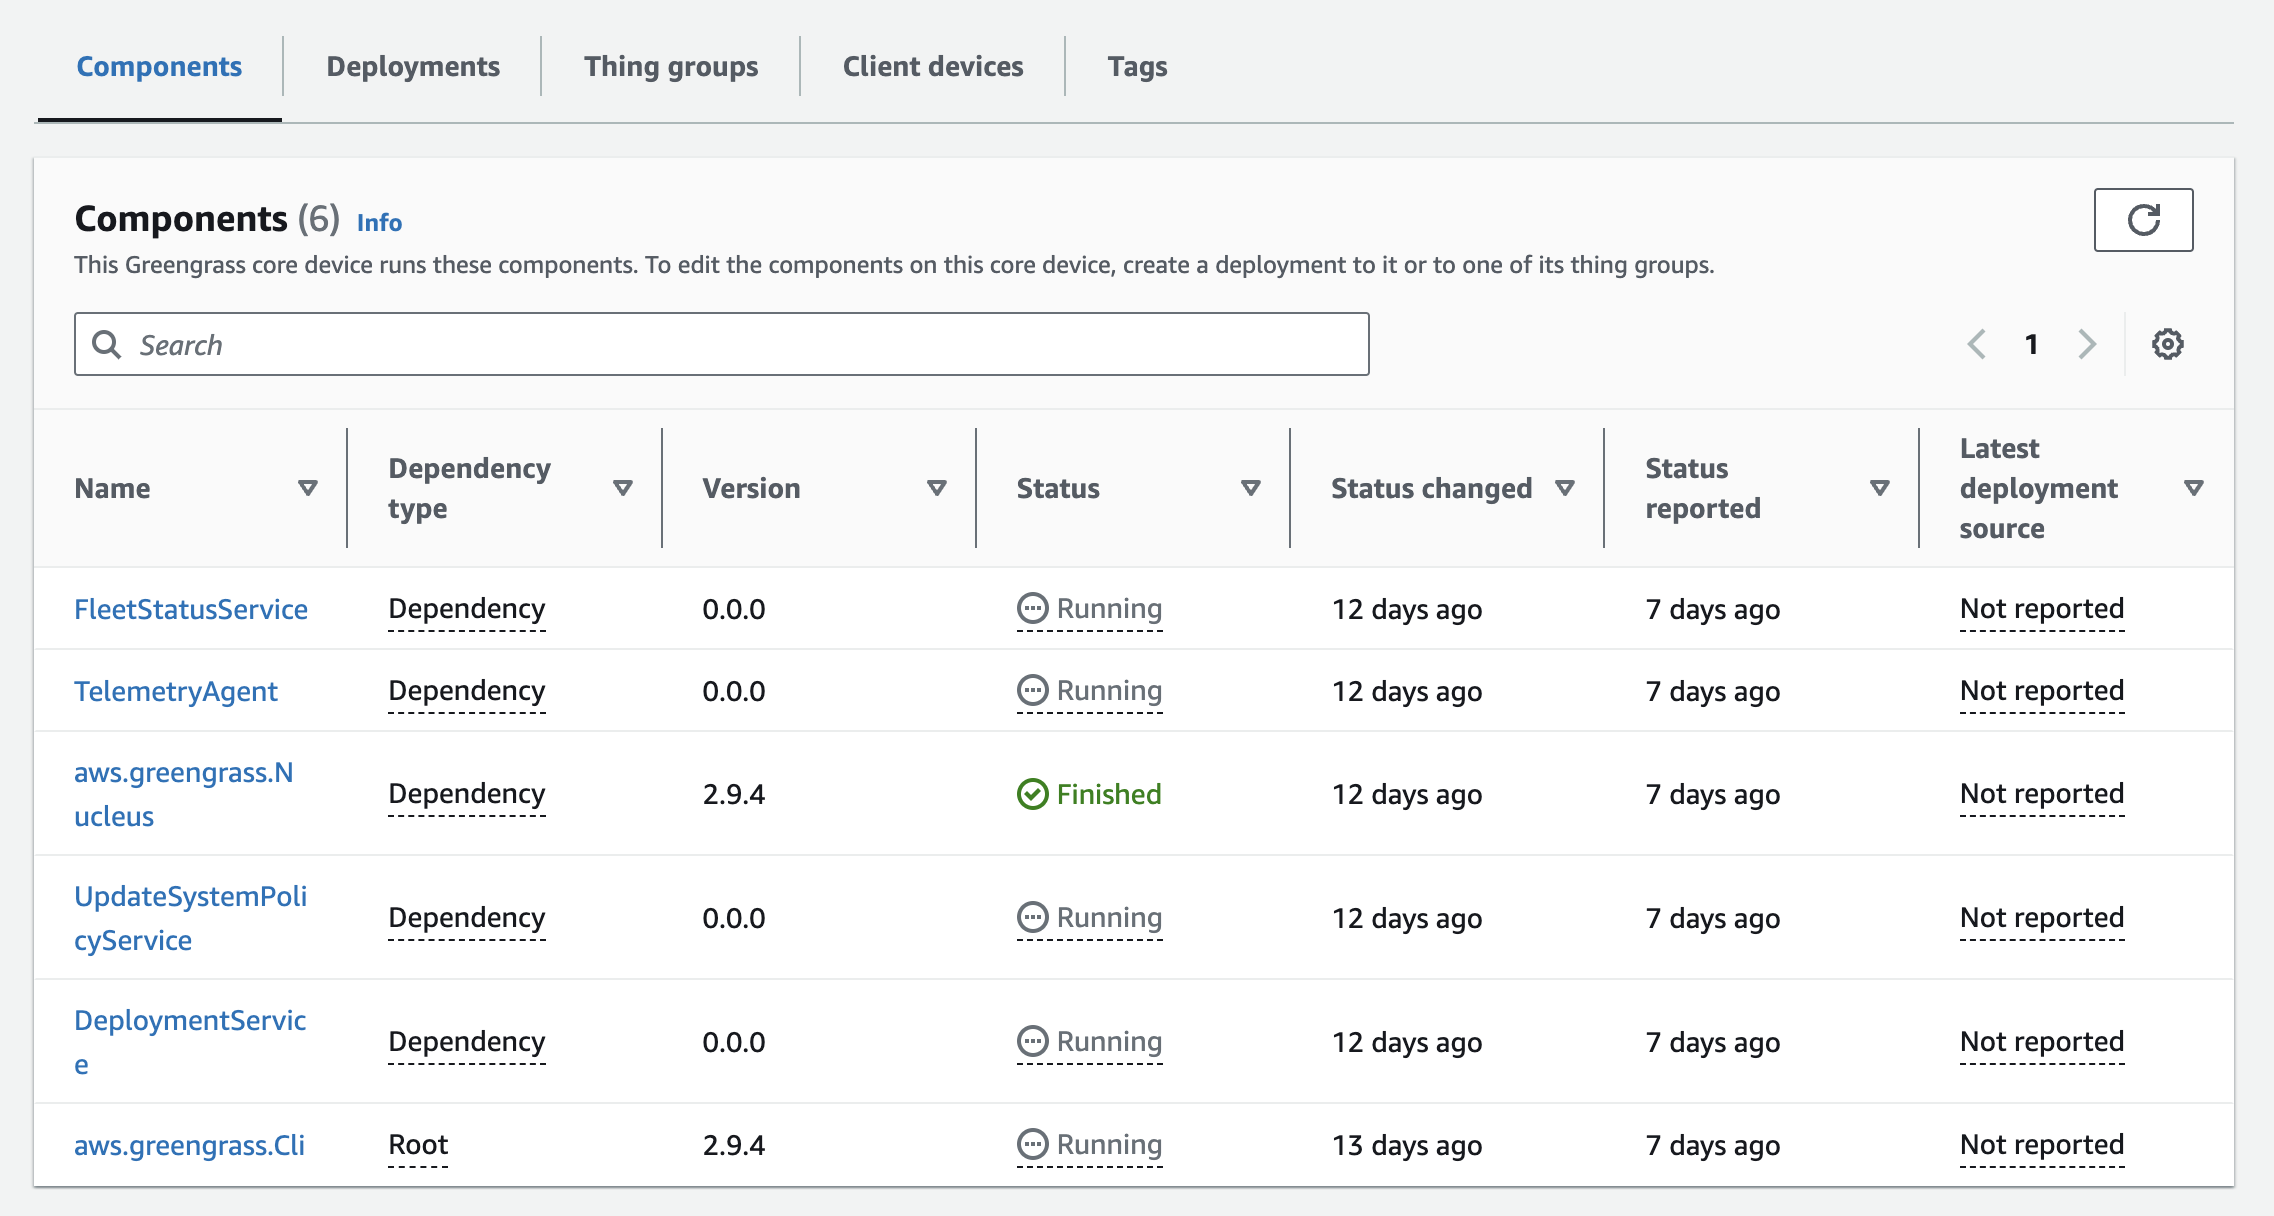 Components
Deployments
Thing groups
Client devices
Tags
Components (6) Info
This Greengrass core device runs these components. To edit the components on this core device, create a deployment to it or to one of its thing groups.
Search
1
Name
Dependency
type
Version
Status
Status changed
Status
reported
Latest
deployment
source
FleetStatusService
Dependency
0.0.0
Running
12 days ago
7 days ago
Not reported
TelemetryAgent
Dependency
0.0.0
Running
12 days ago
7 days ago
Not reported
aws.greengrass.N
ucleus
Dependency
2.9.4
Finished
12 days ago
7 days ago
Not reported
UpdateSystemPoli
cyService
Dependency
0.0.0
Running
12 days ago
7 days ago
Not reported
DeploymentServic
e
Dependency
0.0.0
Running
12 days ago
7 days ago
Not reported
aws.greengrass.Cli
Root
2.9.4
Running
13 days ago
7 days ago
Not reported